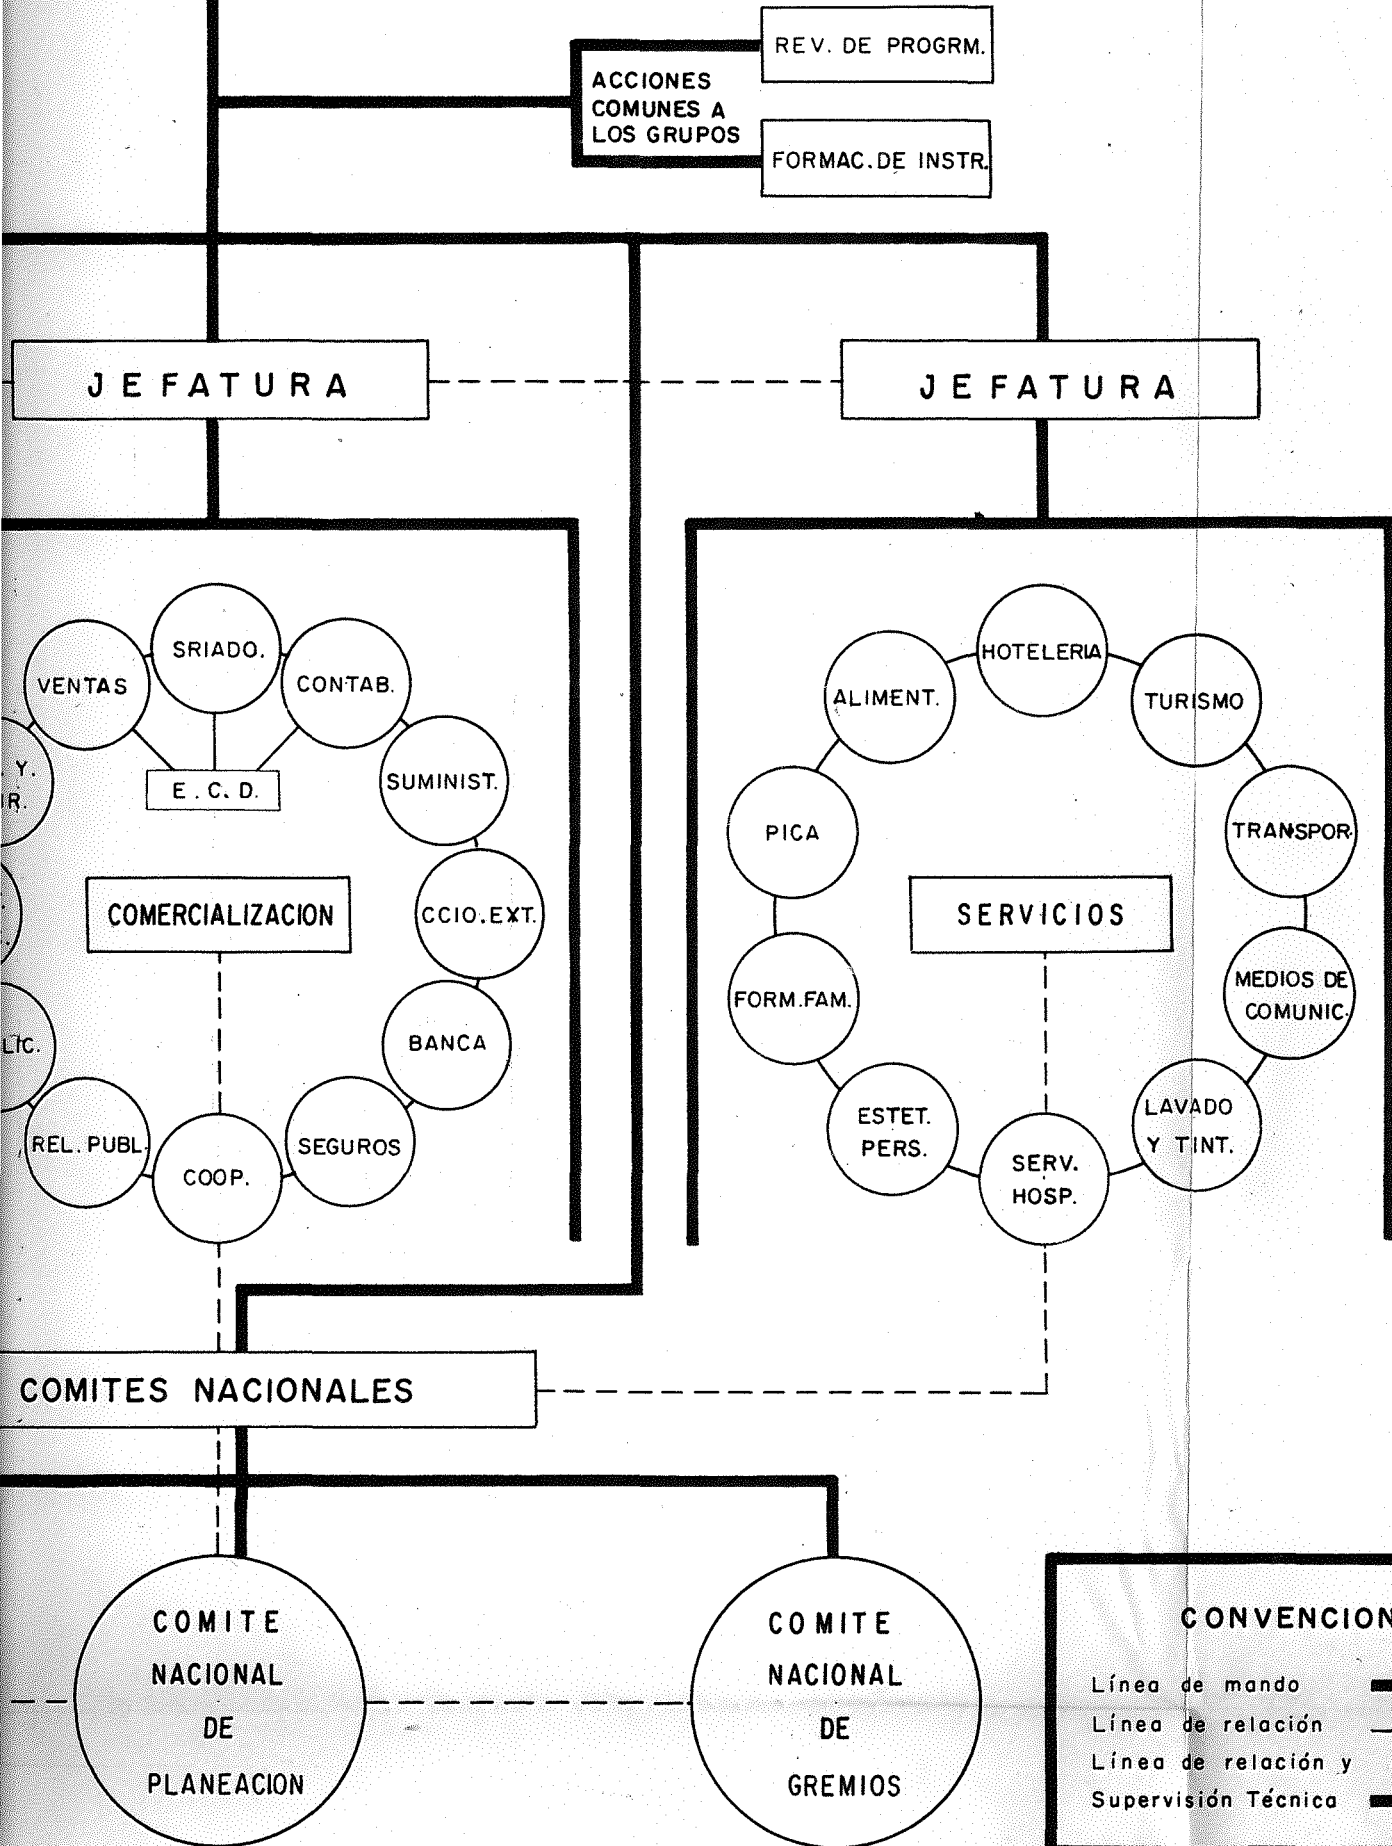 REV. DE PROGRM.
ACCIONES
COMUNES A
LOS GRUPOS
FORMAC. DE INSTR.
JEFATURA
JEFATURA
SRIADO.
VENTAS
CONTAB.
SUMINIST.
E.C.D.
Y.
IR.
COMERCIALIZACION
CCIO.EXT.
LIC.
BANCA
REL. PUBL.
COOP.
SEGUROS
HOTELERIA
ALIMENT.
TURISMO
PICA
TRANSPOR.
SERVICIOS
FORM.FAM.
MEDIOS DE
COMUNIC.
ESTET.
PERS.
LAVADO
Y TINT.
SERV.
HOSP.
COMITES NACIONALES
COMITE
NACIONAL
DE
PLANEACION
COMITE
NACIONAL
DE
GREMIOS
CONVENCION
Línea de mando
Línea de relación
Línea de relación y
Supervisión Técnica